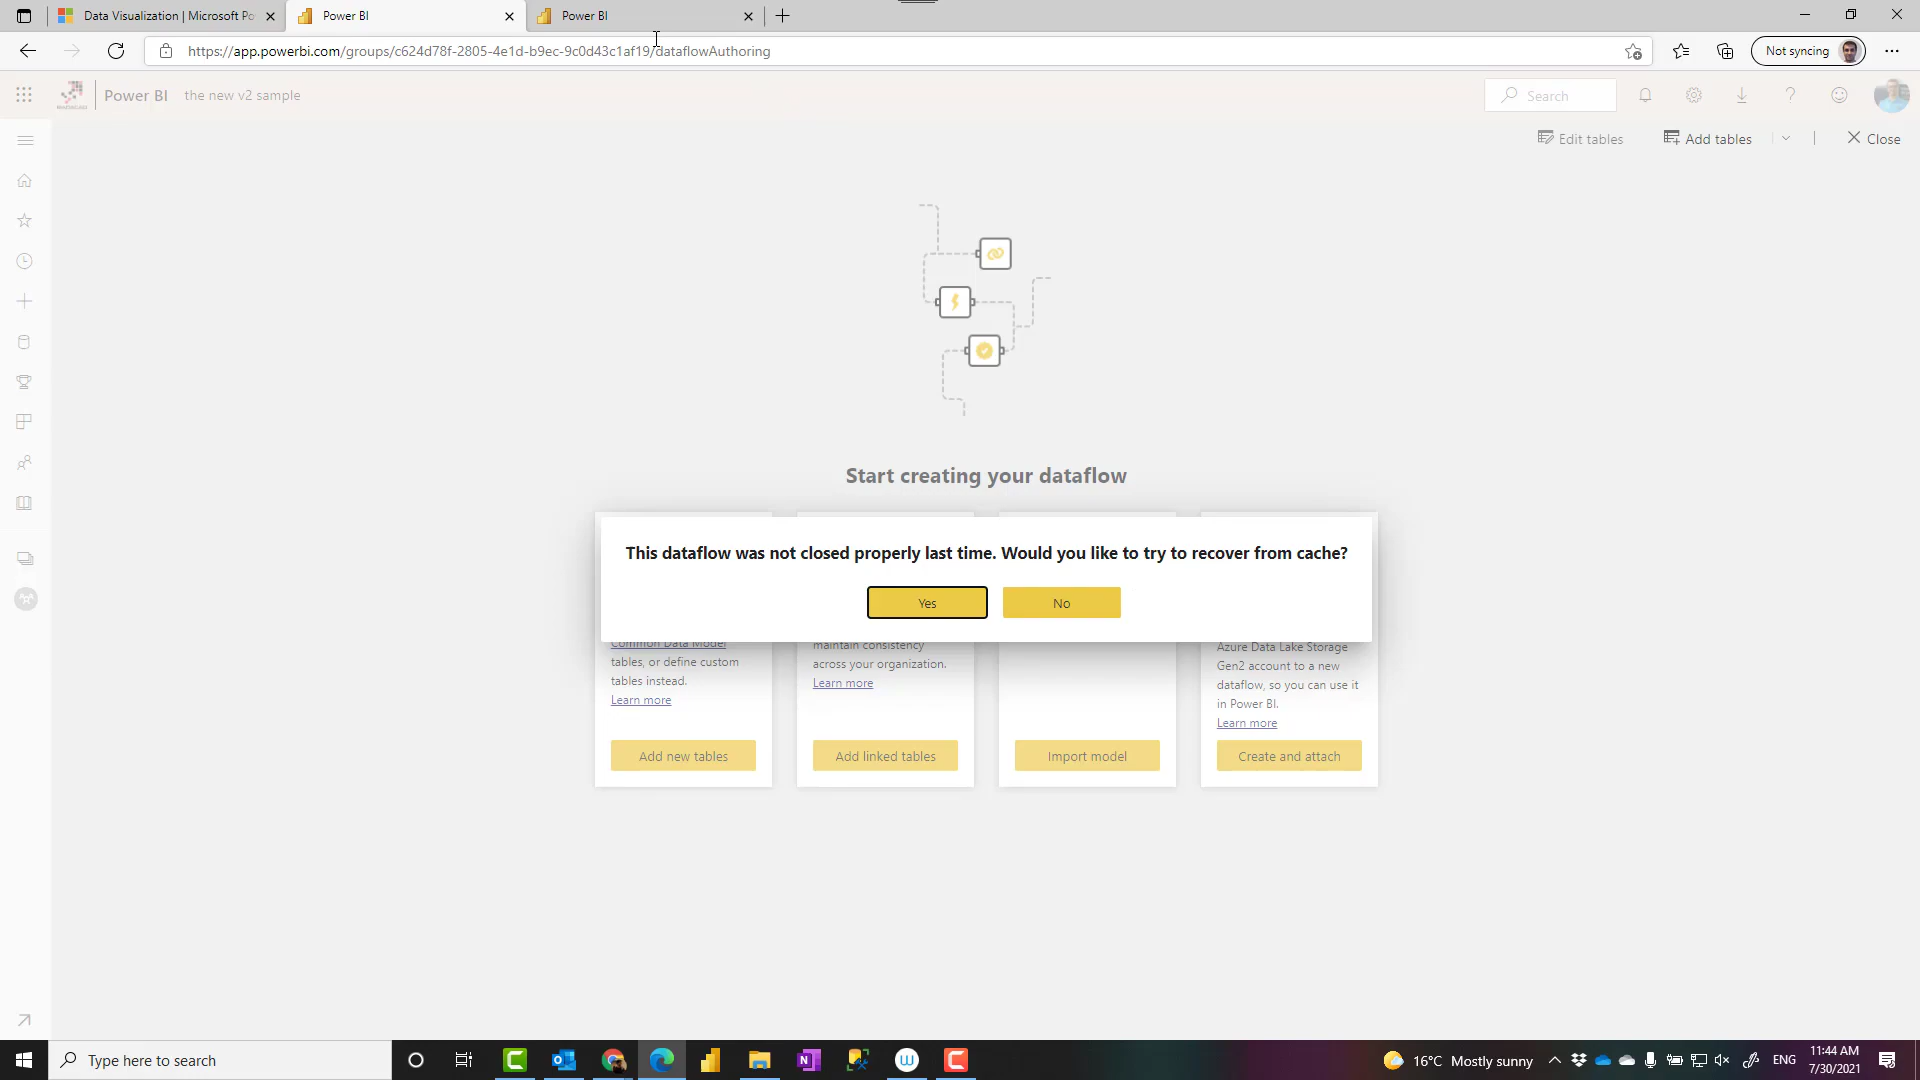 Data Visualization | Microsoft Po
Power BI
Power BI
https://app.powerbi.com/groups/c624d78f-2805-4e1d-b9ec-9c0d43c1af19/dataflowAuthoring
Not syncing
Power BI
the new v2 sample
Search
Edit tables
Add tables
Close
Start creating your dataflow
This dataflow was not closed properly last time. Would you like to try to recover from cache?
Yes
No
Common Data Model
tables, or define custom
tables instead.
Learn more
Add new tables
maintain consistency
across your organization.
Learn more
Add linked tables
Import model
Azure Data Lake Storage
Gen2 account to a new
dataflow, so you can use it
in Power BI.
Learn more
Create and attach
Type here to search
16°C Mostly sunny
ENG
11:44 AM
7/30/2021